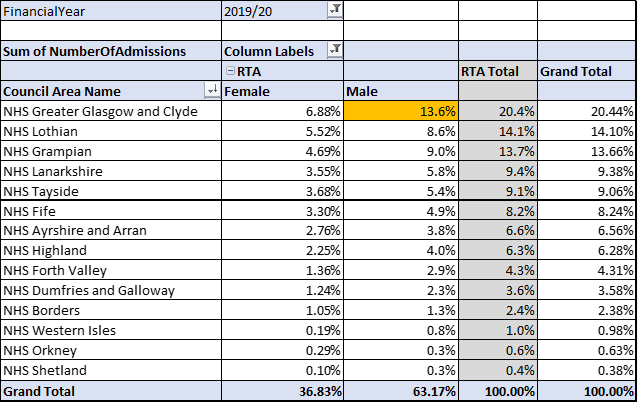 FinancialYear 2019/20
Sum of NumberOfAdmissions Column Labels
RTA RTA Total Grand Total
Council Area Name Female Male
NHS Greater Glasgow and Clyde 6.88% 13.6% 20.4% 20.44%
NHS Lothian 5.52% 8.6% 14.1% 14.10%
NHS Grampian 4.69% 9.0% 13.7% 13.66%
NHS Lanarkshire 3.55% 5.8% 9.4% 9.38%
NHS Tayside 3.68% 5.4% 9.1% 9.06%
NHS Fife 3.30% 4.9% 8.2% 8.24%
NHS Ayrshire and Arran 2.76% 3.8% 6.6% 6.56%
NHS Highland 2.25% 4.0% 6.3% 6.28%
NHS Forth Valley 1.36% 2.9% 4.3% 4.31%
NHS Dumfries and Galloway 1.24% 2.3% 3.6% 3.58%
NHS Borders 1.05% 1.3% 2.4% 2.38%
NHS Western Isles 0.19% 0.8% 1.0% 0.98%
NHS Orkney 0.29% 0.3% 0.6% 0.63%
NHS Shetland 0.10% 0.3% 0.4% 0.38%
Grand Total 36.83% 63.17% 100.00% 100.00%